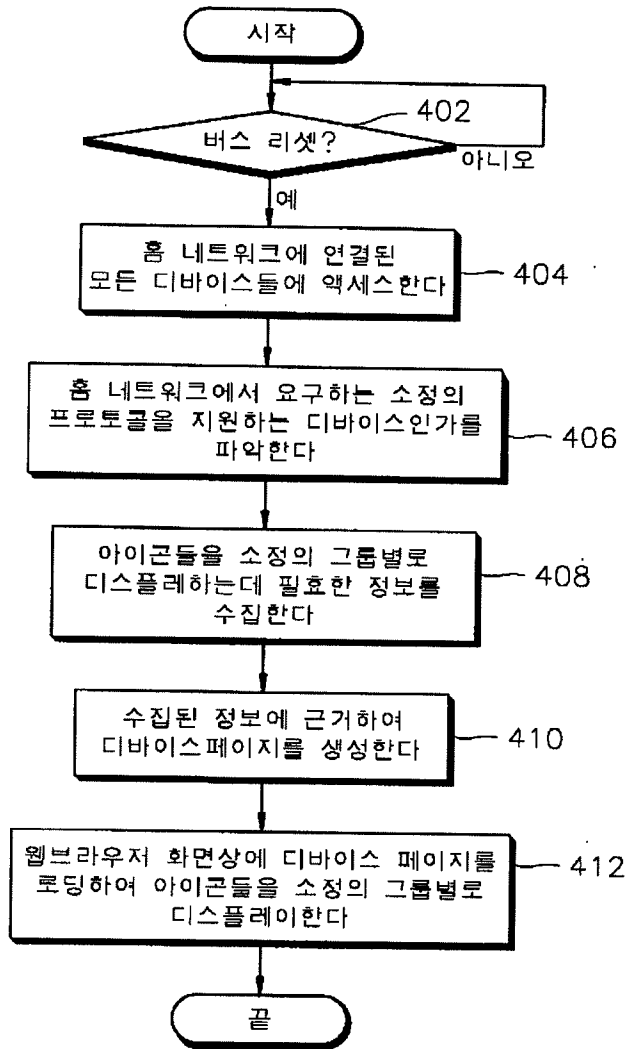 시작
402
버스 리셋?
아니오
예
홈 네트워크에 연결된
모든 디바이스들에 액세스한다
404
홈 네트워크에서 요구하는 소정의
프로토콜을 지원하는 디바이스인가를
파악한다
406
아이곤들을 소정의 그룹별로
디스플레하는데 필효한 정보를
수집한다
408
수집된 정보에 근거하여
디바이스페이지를 생성한다
410
웹브라우저 화면상에 디바이스 페이지를
로딩하여 아이곤들을 소정의 그룹별로
디스플레이한다
412
끝